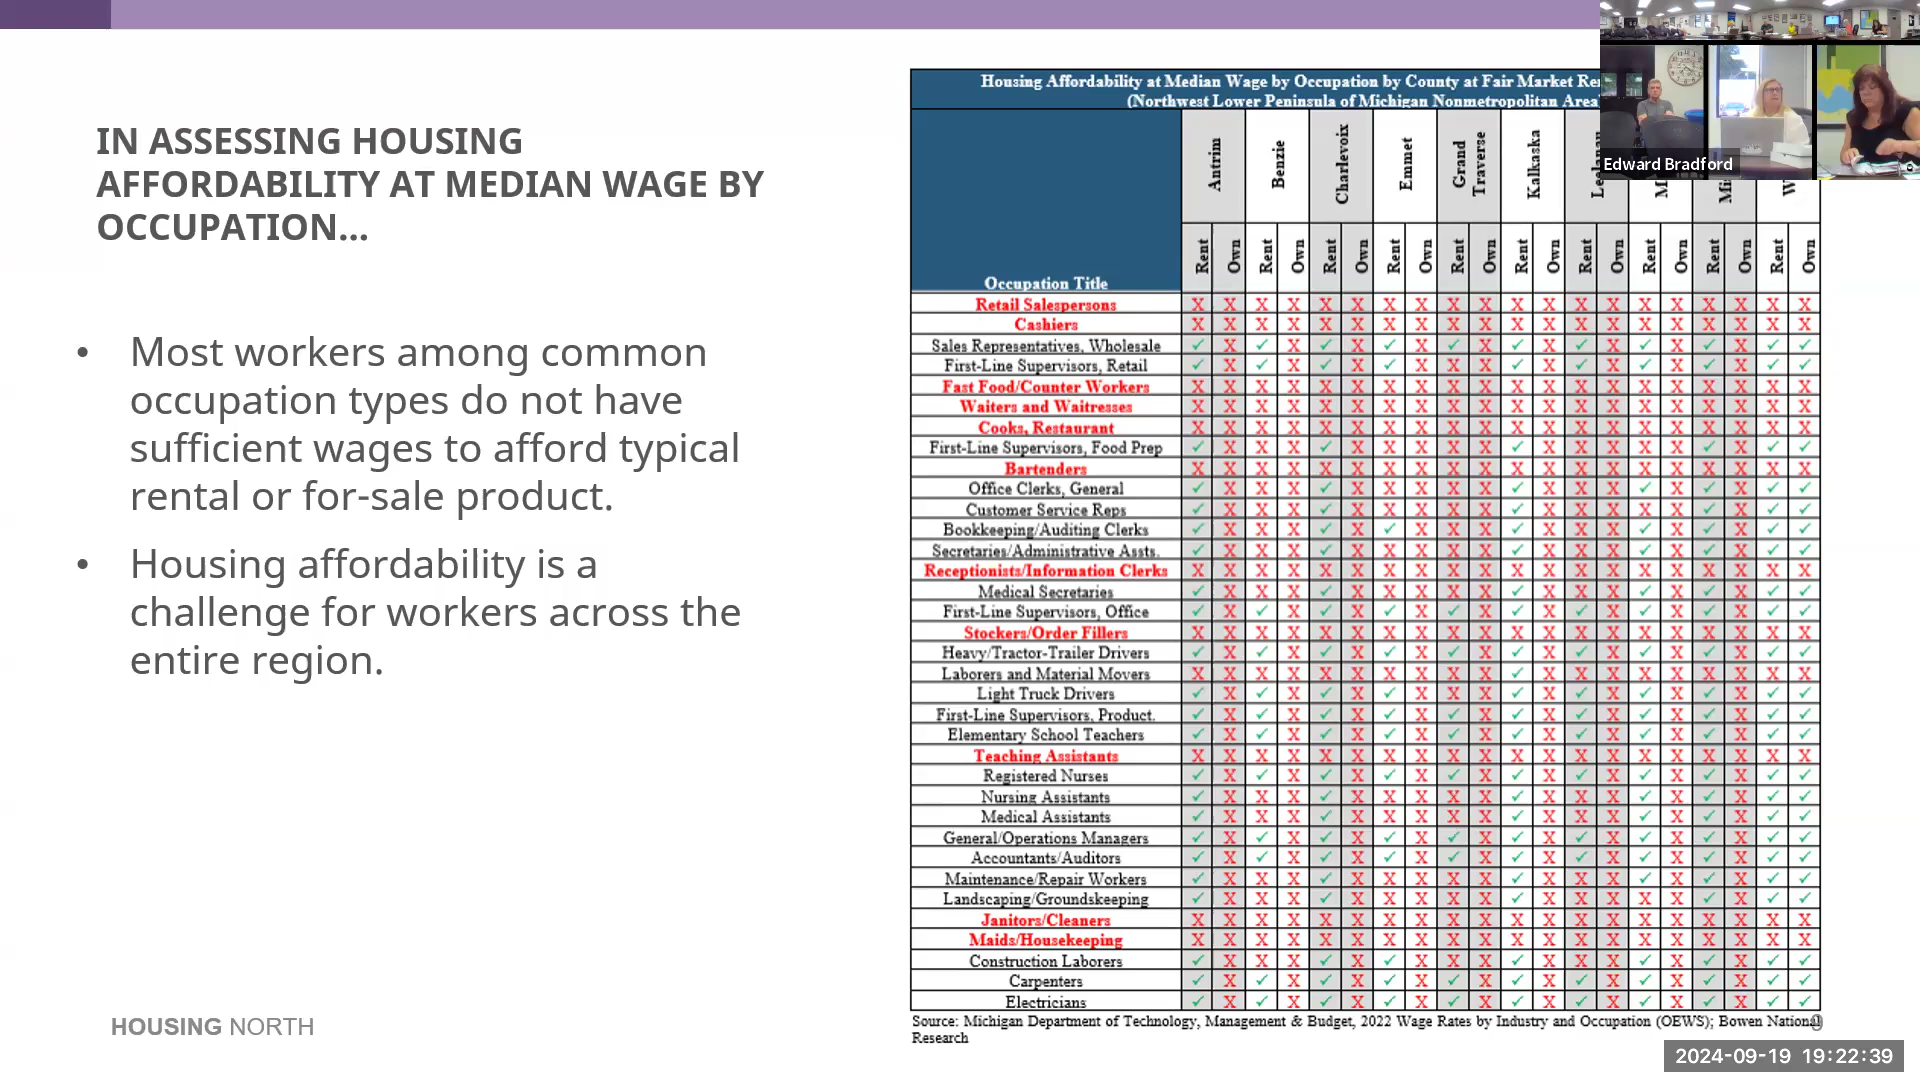 IN ASSESSING HOUSING
AFFORDABILITY AT MEDIAN WAGE BY
OCCUPATION…
• Most workers among common
occupation types do not have
sufficient wages to afford typical
rental or for-sale product.
• Housing affordability is a
challenge for workers across the
entire region.
HOUSING NORTH
Housing Affordability at Median Wage by Occupation by County at Fair Market
(Northwest Lower Peninsula of Michigan Nonmetropolitan Area
Occupation Title Antrim Benzie Charlevoix Emmet Grand Traverse Kalkaska
Rent Own Rent Own Rent Own Rent Own Rent Own Rent Own Rent Own Rent Own Rent Own Rent Own
Retail Salespersons X X X X X X X X X X X X X X X X X X X X
Cashiers X X X X X X X X X X X X X X X X X X X X
Sales Representatives, Wholesale ✓ X ✓ X ✓ X ✓ X ✓ X ✓ X ✓ X ✓ X ✓ X ✓ ✓
First-Line Supervisors, Retail ✓ X ✓ X ✓ X ✓ X X X ✓ X ✓ X ✓ X ✓ X ✓ ✓
Fast Food/Counter Workers X X X X X X X X X X X X X X X X X X X X
Waiters and Waitresses X X X X X X X X X X X X X X X X X X X X
Cooks, Restaurant X X X X X X X X X X X X X X X X X X X X
First-Line Supervisors, Food Prep ✓ X X X ✓ X X X X X ✓ X X X X X ✓ X ✓ ✓
Bartenders X X X X X X X X X X X X X X X X X X X X
Office Clerks, General ✓ X X X ✓ X X X X X ✓ X X X ✓ X ✓ X ✓ ✓
Customer Service Reps ✓ X X X ✓ X X X X X ✓ X X X X X ✓ X ✓ ✓
Bookkeeping/Auditing Clerks ✓ X X X ✓ X ✓ X X X ✓ X X X ✓ X ✓ X ✓ ✓
Secretaries/Administrative Assts. ✓ X X X ✓ X X X X X ✓ X X X ✓ X ✓ X ✓ ✓
Receptionists/Information Clerks X X X X X X X X X X X X X X X X X X X X
Medical Secretaries ✓ X X X ✓ X X X X X ✓ X X X ✓ X ✓ X ✓ ✓
First-Line Supervisors, Office ✓ X ✓ X ✓ X ✓ X ✓ X ✓ X ✓ X ✓ X ✓ X ✓ ✓
Stockers/Order Fillers X X X X X X X X X X X X X X X X X X X X
Heavy/Tractor-Trailer Drivers ✓ X ✓ X ✓ X ✓ X ✓ X ✓ X ✓ X ✓ X ✓ X ✓ ✓
Laborers and Material Movers X X X X X X X X X X ✓ X X X X X X X X X
Light Truck Drivers ✓ X ✓ X ✓ X ✓ X X X ✓ X ✓ X ✓ X ✓ X ✓ ✓
First-Line Supervisors, Product. ✓ X ✓ X ✓ X ✓ X ✓ X ✓ X ✓ X ✓ X ✓ X ✓ ✓
Elementary School Teachers ✓ X ✓ X ✓ X ✓ X ✓ X ✓ X ✓ X ✓ X ✓ X ✓ ✓
Teaching Assistants X X X X X X X X X X X X X X X X X X X X
Registered Nurses ✓ X ✓ X ✓ X ✓ X ✓ X ✓ X ✓ X ✓ X ✓ X ✓ ✓
Nursing Assistants ✓ X X X ✓ X X X X X ✓ X X X ✓ X ✓ X ✓ ✓
Medical Assistants ✓ X X X ✓ X X X X X ✓ X X X ✓ X ✓ X ✓ ✓
General/Operations Managers ✓ X ✓ X ✓ X ✓ X ✓ X ✓ X ✓ X ✓ X ✓ X ✓ ✓
Accountants/Auditors ✓ X ✓ X ✓ X ✓ X ✓ X ✓ X ✓ X ✓ X ✓ X ✓ ✓
Maintenance/Repair Workers ✓ X X X ✓ X X X X X ✓ X X X ✓ X ✓ X ✓ ✓
Landscaping/Groundskeeping ✓ X X X ✓ X X X X X ✓ X X X X X ✓ X ✓ ✓
Janitors/Cleaners X X X X X X X X X X X X X X X X X X X X
Maids/Housekeeping X X X X X X X X X X X X X X X X X X X X
Construction Laborers ✓ X X X ✓ X ✓ X X X ✓ X X X ✓ X ✓ X ✓ ✓
Carpenters ✓ X ✓ X ✓ X ✓ X ✓ X ✓ X ✓ X ✓ X ✓ X ✓ ✓
Electricians ✓ X ✓ X ✓ X ✓ X ✓ X ✓ X ✓ X ✓ X ✓ X ✓ ✓
Source: Michigan Department of Technology, Management & Budget, 2022 Wage Rates by Industry and Occupation (OEWS); Bowen National
Research
9
Edward Bradford
2024-09-19 19:22:39